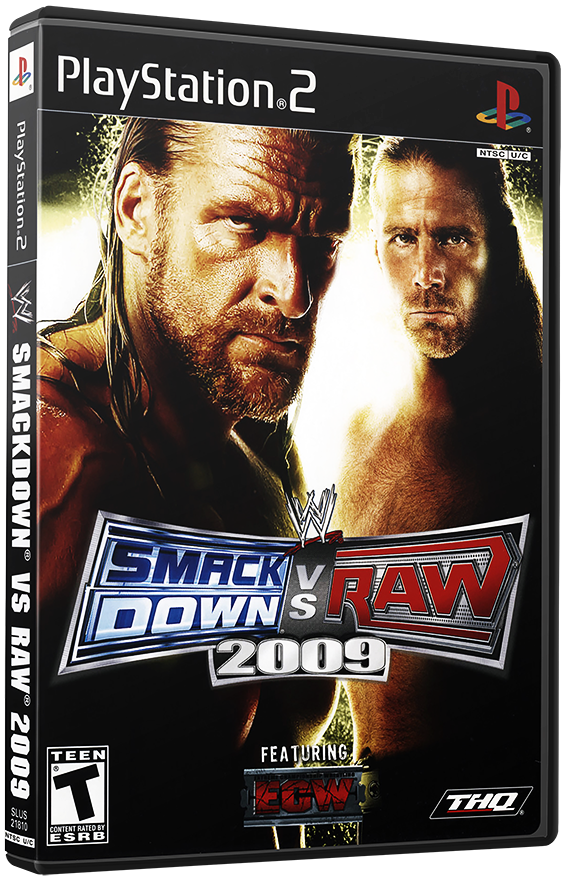 PlayStation®2
NTSC U/C
W
SMACK
DOWN
VS
RAW
2009
FEATURING
ECW
TEEN
T
CONTENT RATED BY
ESRB
THQ®
PlayStation®2
W
SMACKDOWN® VS RAW® 2009
SLUS
21810
NTSC U/C